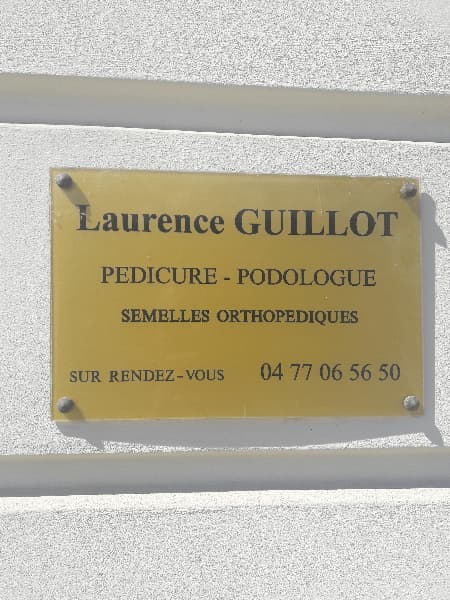 Laurence GUILLOT
PEDICURE - PODOLOGUE
SEMELLES ORTHOPEDIQUES
SUR RENDEZ-VOUS 04 77 06 56 50